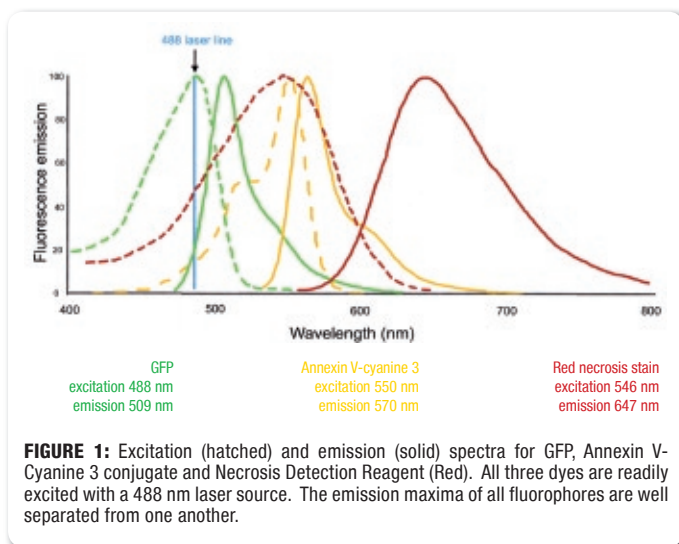 488 laser line
100
80
60
40
20
0
Fluorescence emission
400 500 600 700 800
Wavelength (nm)
GFP Annexin V-cyanine 3 Red necrosis stain
excitation 488 nm excitation 550 nm excitation 546 nm
emission 509 nm emission 570 nm emission 647 nm
FIGURE 1: Excitation (hatched) and emission (solid) spectra for GFP, Annexin V-
Cyanine 3 conjugate and Necrosis Detection Reagent (Red). All three dyes are readily
excited with a 488 nm laser source. The emission maxima of all fluorophores are well
separated from one another.